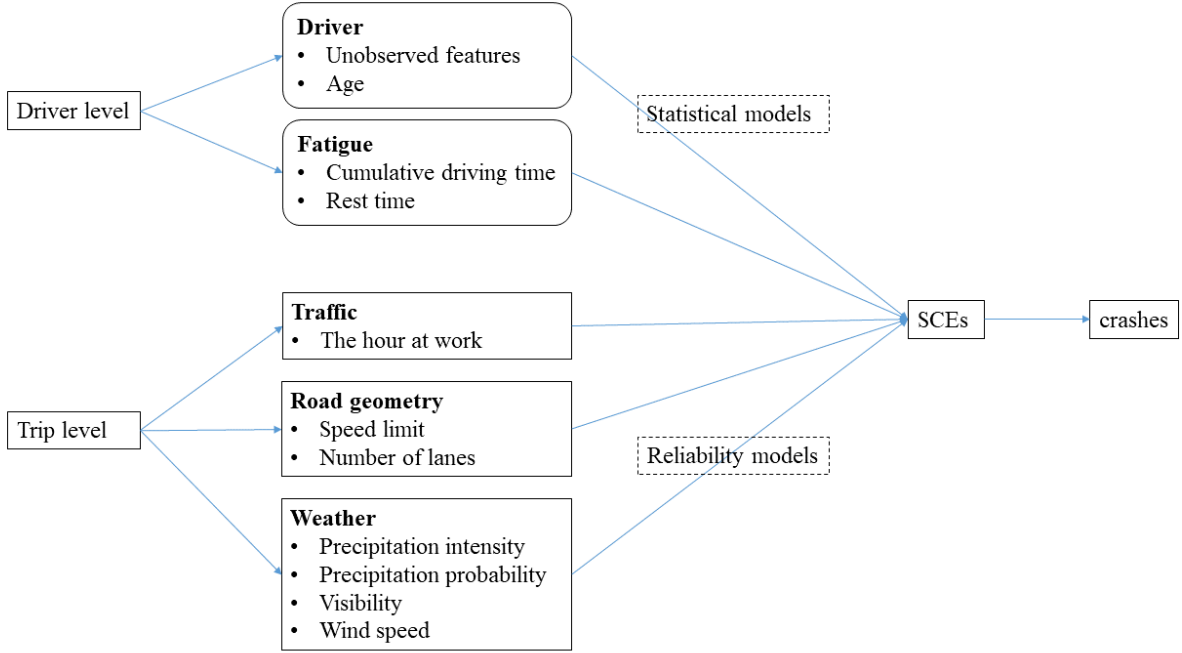 Driver level
Driver
• Unobserved features
• Age
Fatigue
• Cumulative driving time
• Rest time
Statistical models
Trip level
Traffic
• The hour at work
Road geometry
• Speed limit
• Number of lanes
Weather
• Precipitation intensity
• Precipitation probability
• Visibility
• Wind speed
Reliability models
SCEs
crashes